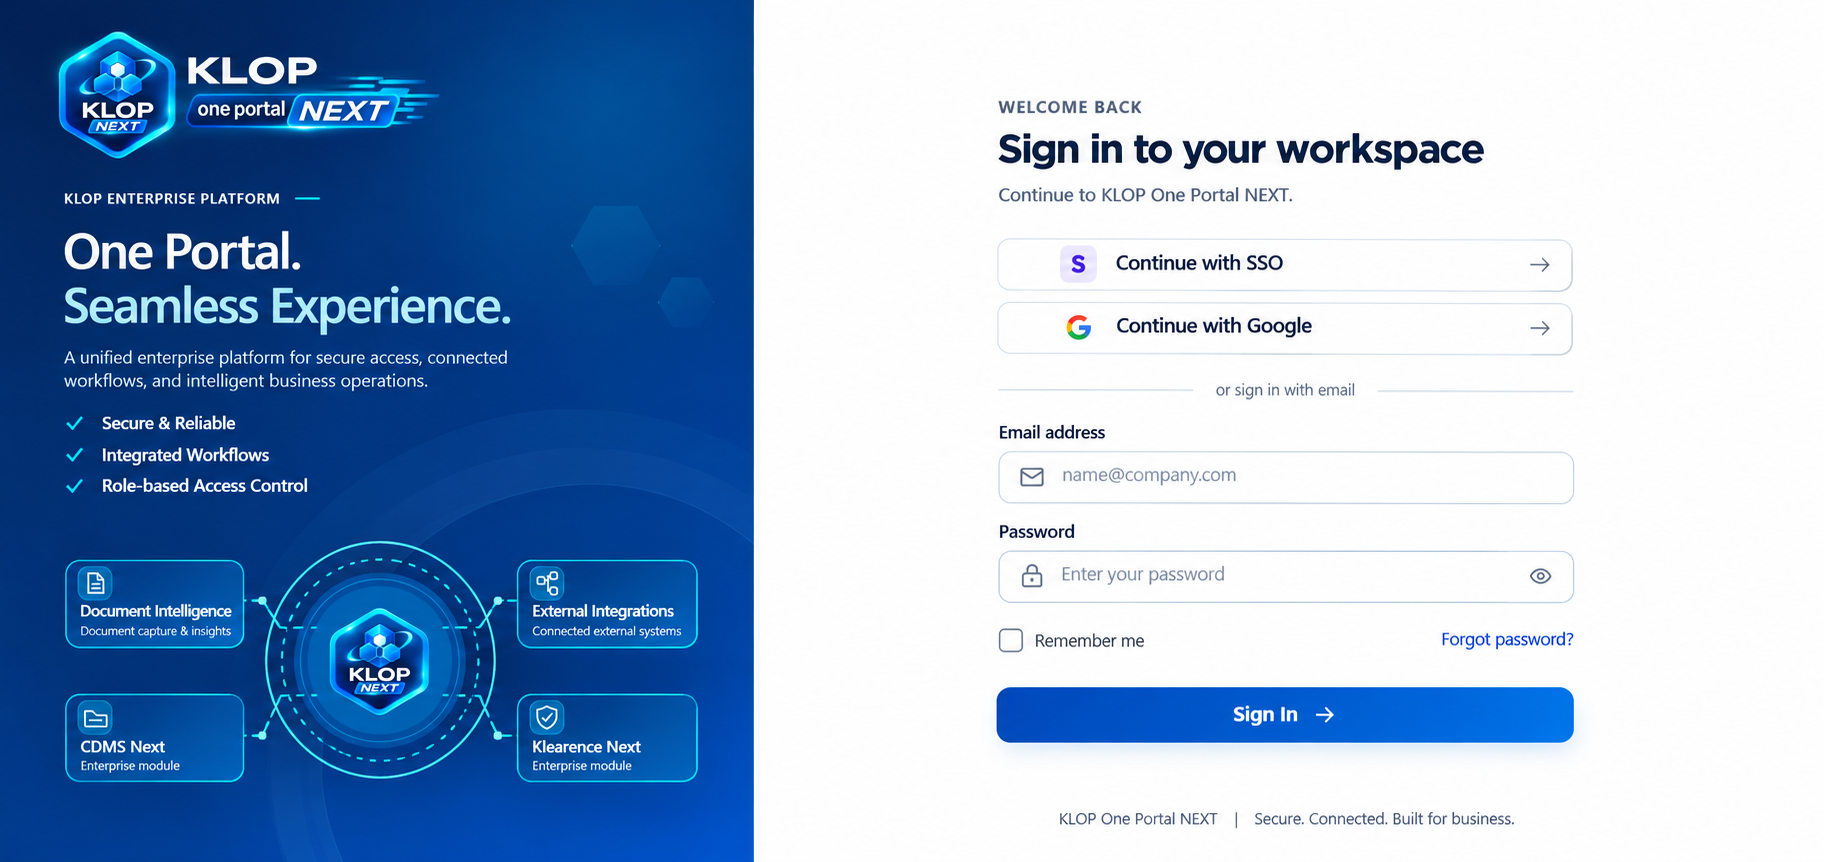 KLOP
NEXT
KLOP
one portal NEXT
KLOP ENTERPRISE PLATFORM
One Portal.
Seamless Experience.
A unified enterprise platform for secure access, connected
workflows, and intelligent business operations.
Secure & Reliable
Integrated Workflows
Role-based Access Control
Document Intelligence
Document capture & insights
External Integrations
Connected external systems
KLOP
NEXT
CDMS Next
Enterprise module
Klearence Next
Enterprise module
WELCOME BACK
Sign in to your workspace
Continue to KLOP One Portal NEXT.
S Continue with SSO
G Continue with Google
or sign in with email
Email address
name@company.com
Password
Enter your password
Remember me
Forgot password?
Sign In
KLOP One Portal NEXT | Secure. Connected. Built for business.